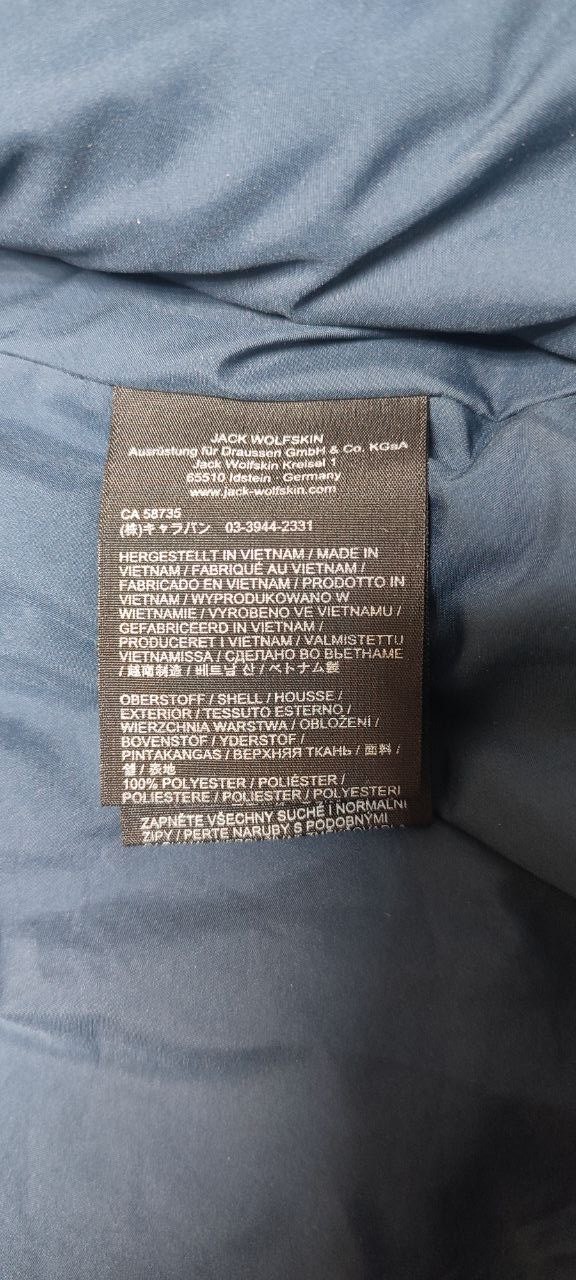 JACK WOLFSKIN
Ausrüstung für Draussen GmbH & Co. KGaA
Jack Wolfskin Kreisel 1
65510 Idstein · Germany
www.jack-wolfskin.com
CA 58735
(株)キャラバン 03-3944-2331
HERGESTELLT IN VIETNAM / MADE IN
VIETNAM / FABRIQUÉ AU VIETNAM /
FABRICADO EN VIETNAM / PRODOTTO IN
VIETNAM / WYPRODUKOWANO W
WIETNAMIE / VYROBENO VE VIETNAMU /
GEFABRICEERD IN VIETNAM /
PRODUCERET I VIETNAM / VALMISTETTU
VIETNAMISSA / СДЕЛАНО ВО ВЬЕТНАМЕ
/ 越南制造 / 베트남 산 / ベトナム製
OBERSTOFF / SHELL / HOUSSE /
EXTERIOR / TESSUTO ESTERNO /
WIERZCHNIA WARSTWA / OBLOŽENÍ /
BOVENSTOF / YDERSTOF /
PINTAKANGAS / ВЕРХНЯЯ ТКАНЬ / 面料 /
/ 表地
100% POLYESTER / POLIÉSTER /
POLIESTERE / POLIESTER / POLYESTERI
ZAPNĚTE VŠECHNY SUCHÉ I NORMÁLNÍ
ZIPY / PERTE NARUBY S PODOBNÝMI